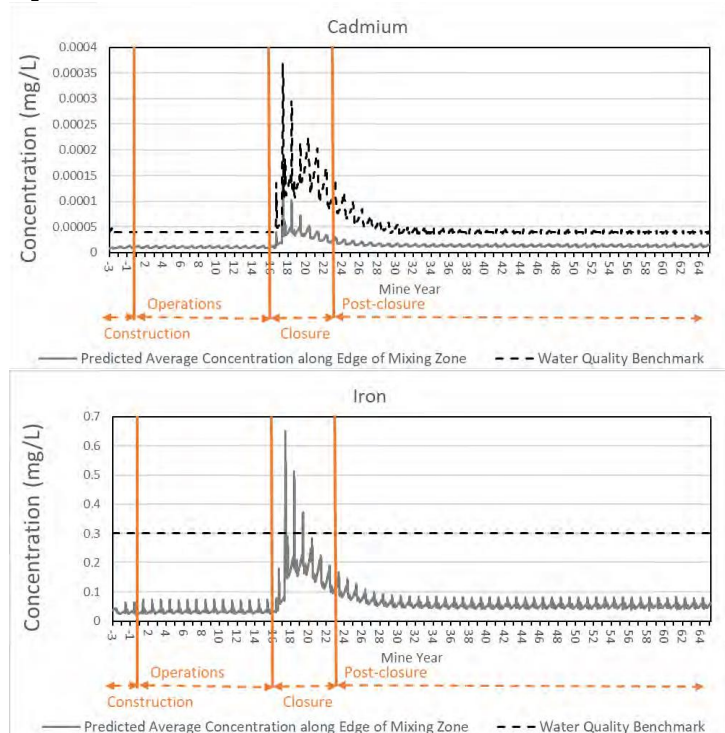 Cadmium
0.0004
0.00035
0.0003
0.00025
0.0002
0.00015
0.0001
0.00005
0
Concentration (mg/L)
-3 -1 2 4 6 8 10 12 14 16 18 20 22 24 26 28 30 32 34 36 38 40 42 44 46 48 50 52 54 56 58 60 62 64
Mine Year
Operations Post-closure
Construction Closure
Predicted Average Concentration along Edge of Mixing Zone Water Quality Benchmark
Iron
0.7
0.6
0.5
0.4
0.3
0.2
0.1
0
Concentration (mg/L)
-3 -1 2 4 6 8 10 12 14 16 18 20 22 24 26 28 30 32 34 36 38 40 42 44 46 48 50 52 54 56 58 60 62 64
Mine Year
Operations Post-closure
Construction Closure
Predicted Average Concentration along Edge of Mixing Zone Water Quality Benchmark